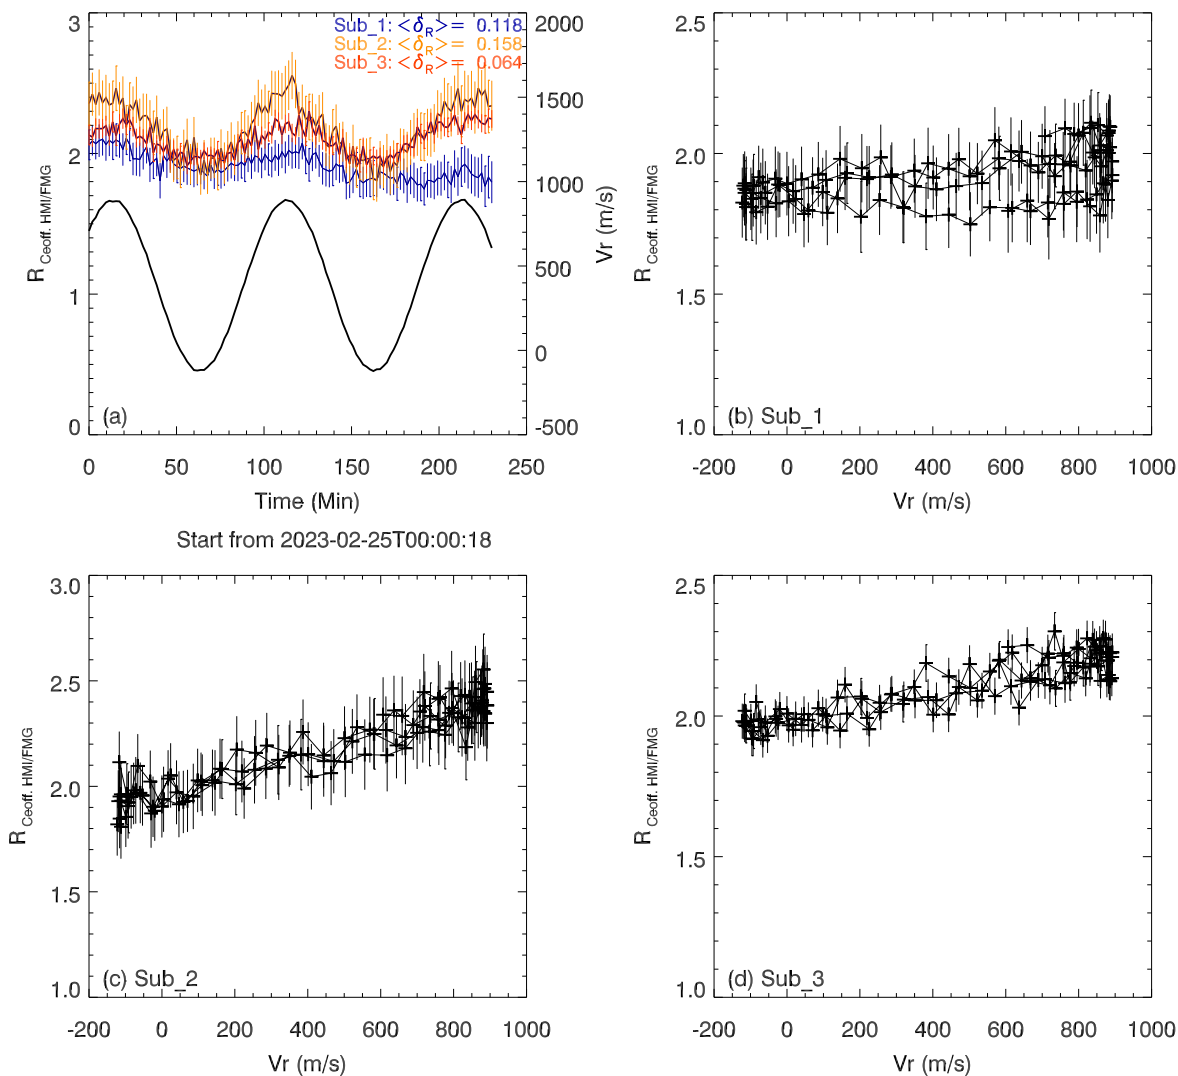 Sub_1: <δR>= 0.118
Sub_2: <δR>= 0.158
Sub_3: <δR>= 0.064
3
2
1
0
R Ceoff. HMI/FMG
2000
1500
1000
500
0
-500
Vr (m/s)
(a)
0 50 100 150 200 250
Time (Min)
Start from 2023-02-25T00:00:18
2.5
2.0
1.5
1.0
R Ceoff. HMI/FMG
(b) Sub_1
-200 0 200 400 600 800 1000
Vr (m/s)
3.0
2.5
2.0
1.5
1.0
R Ceoff. HMI/FMG
(c) Sub_2
-200 0 200 400 600 800 1000
Vr (m/s)
2.5
2.0
1.5
1.0
R Ceoff. HMI/FMG
(d) Sub_3
-200 0 200 400 600 800 1000
Vr (m/s)